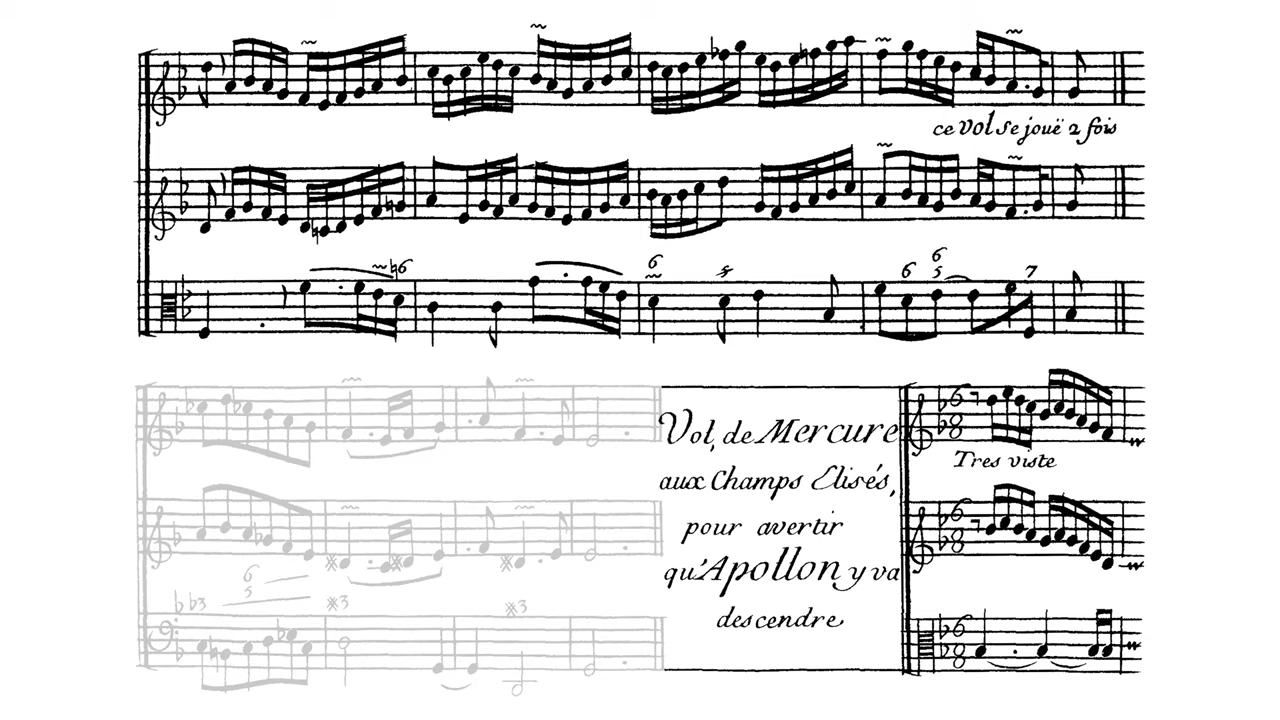 ce Vol se jouë 2 fois
Vol, de Mercure
aux Champs Elisés,
pour avertir
qu'Apollon y va
descendre
Tres viste